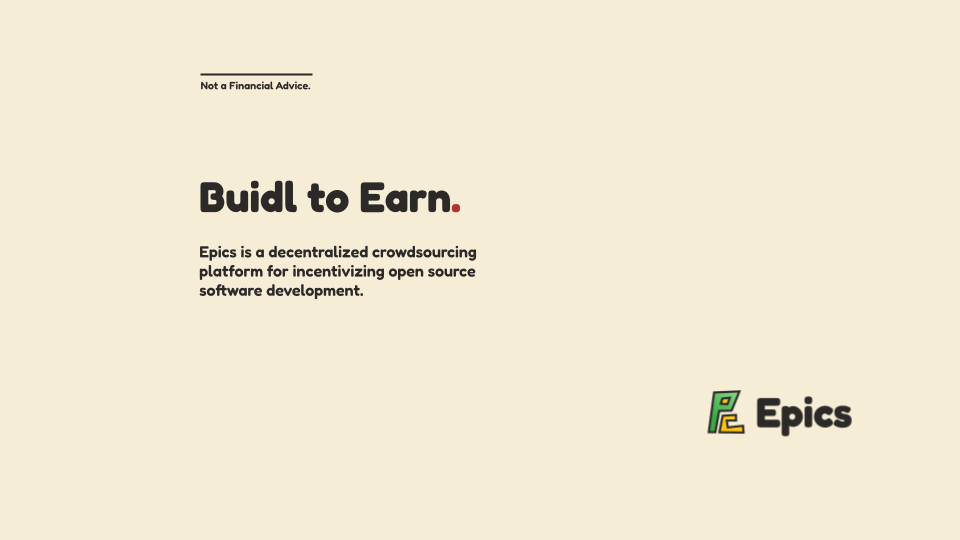 Not a Financial Advice.
Buidl to Earn.
Epics is a decentralized crowdsourcing
platform for incentivizing open source
software development.
Epics